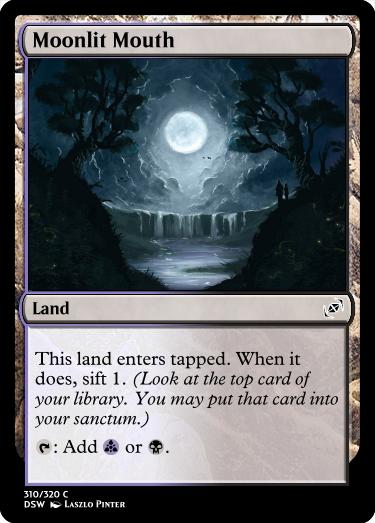 Moonlit Mouth
Land
This land enters tapped. When it
does, sift 1. (Look at the top card of
your library. You may put that card into
your sanctum.)
: Add or .
310/320 C
DSW Laszlo Pinter